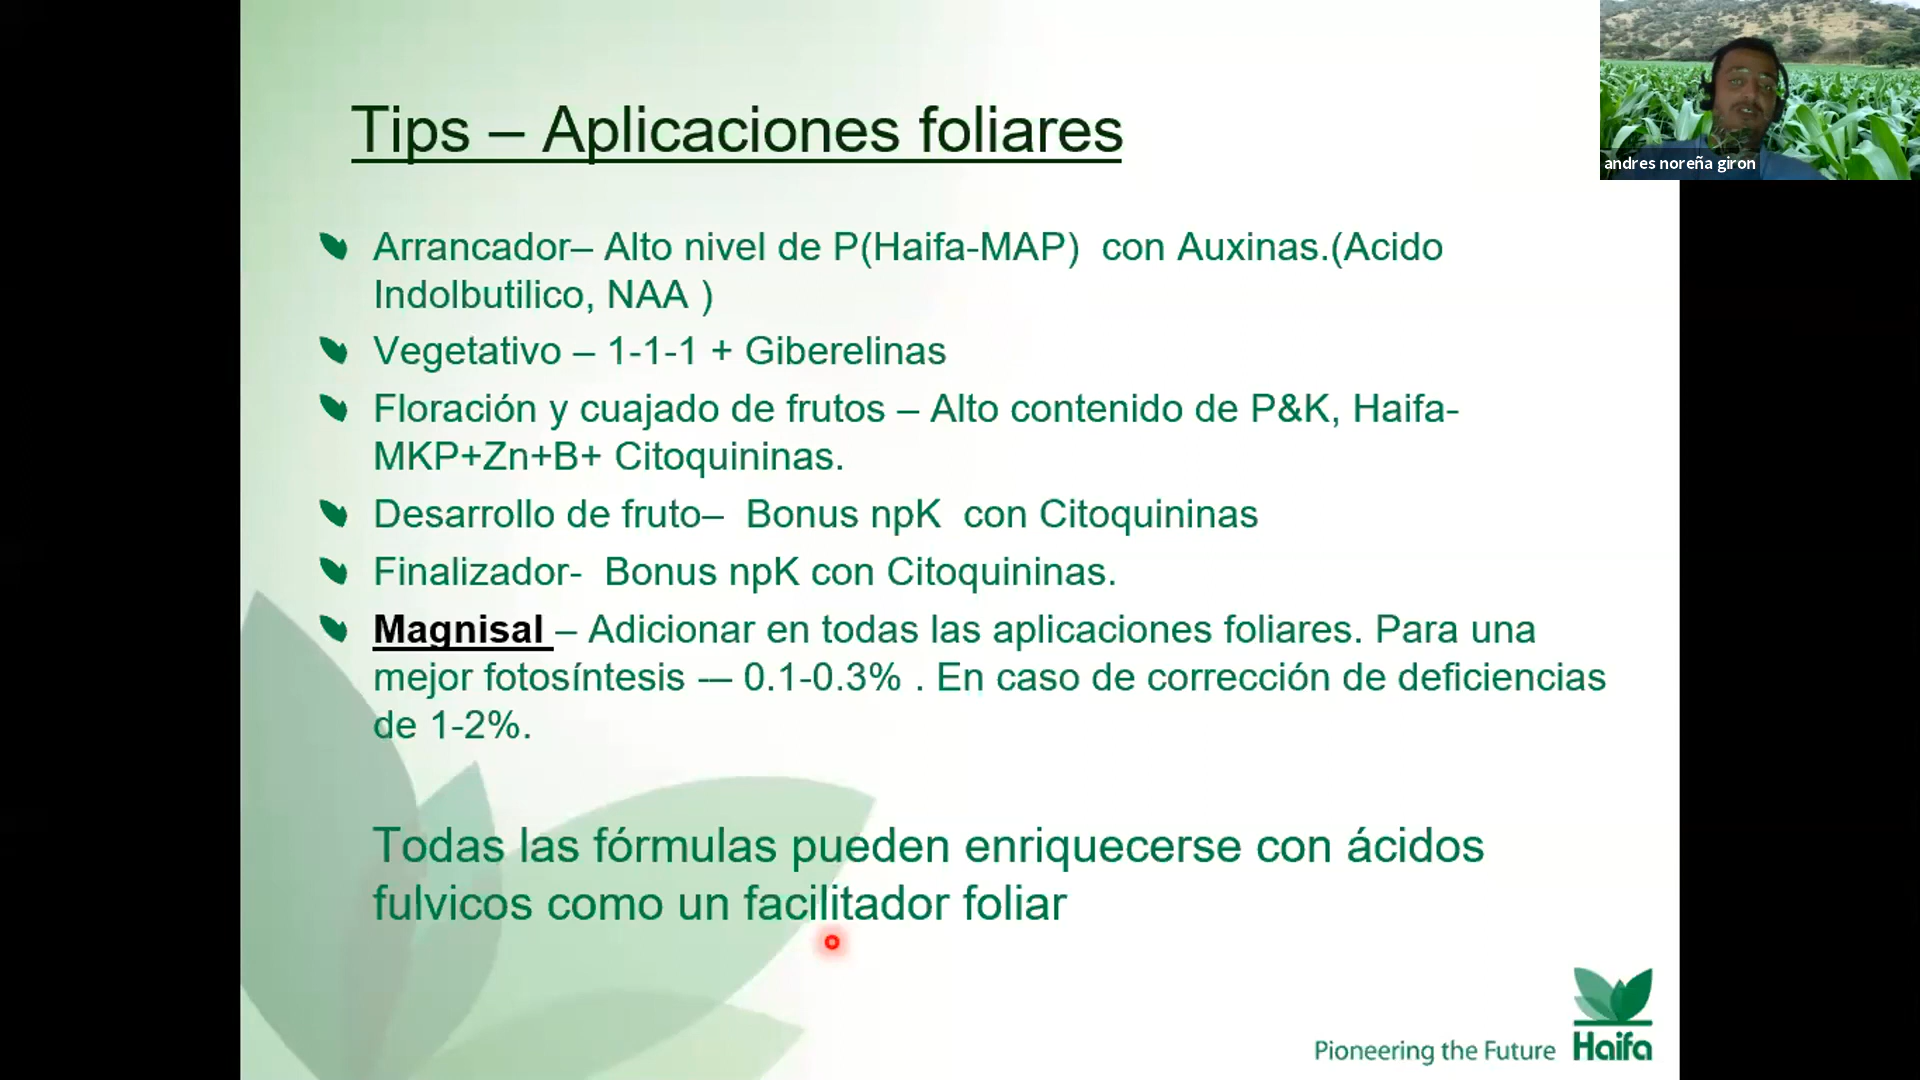 Tips – Aplicaciones foliares
andres noreña giron
Arrancador– Alto nivel de P(Haifa-MAP) con Auxinas.(Acido
Indolbutilico, NAA )
Vegetativo – 1-1-1 + Giberelinas
Floración y cuajado de frutos – Alto contenido de P&K, Haifa-
MKP+Zn+B+ Citoquininas.
Desarrollo de fruto– Bonus npK con Citoquininas
Finalizador- Bonus npK con Citoquininas.
Magnisal – Adicionar en todas las aplicaciones foliares. Para una
mejor fotosíntesis -– 0.1-0.3% . En caso de corrección de deficiencias
de 1-2%.
Todas las fórmulas pueden enriquecerse con ácidos
fulvicos como un facilitador foliar
Pioneering the Future Haifa